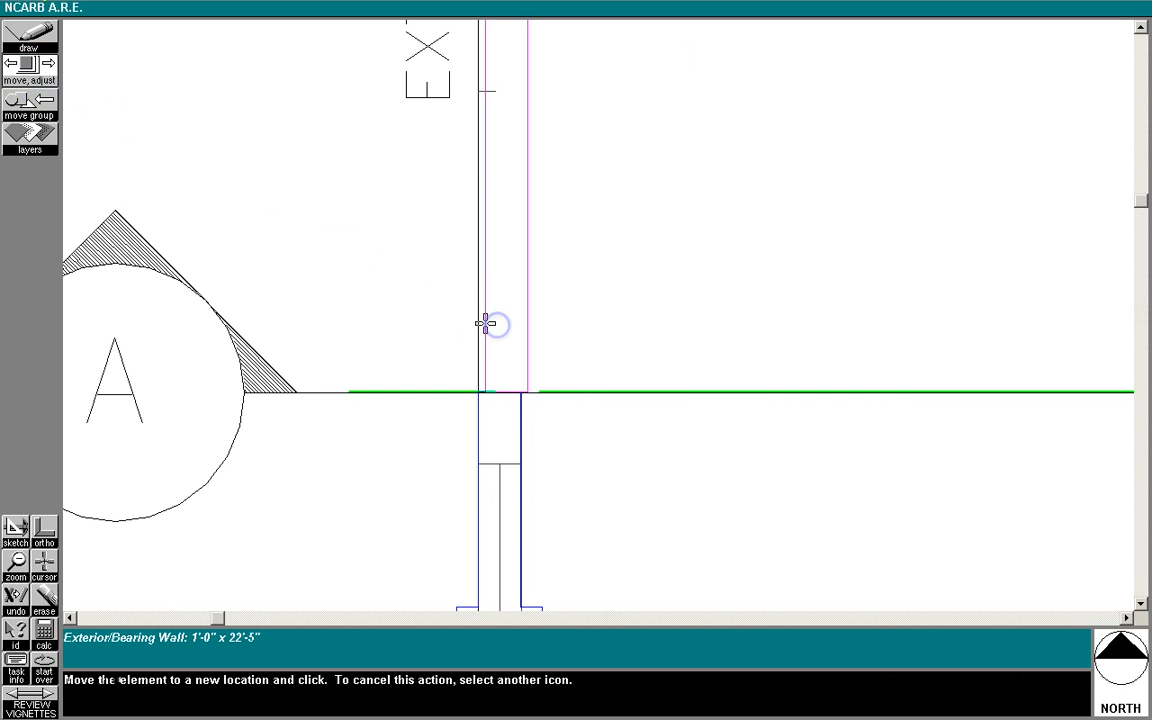 NCARB A.R.E.
draw
move, adjust
move group
layers
EX
A
sketch
ortho
zoom
cursor
undo
erase
id
calc
task info
start over
REVIEW VIGNETTES
Exterior/Bearing Wall: 1'-0" x 22'-5"
Move the element to a new location and click. To cancel this action, select another icon.
NORTH